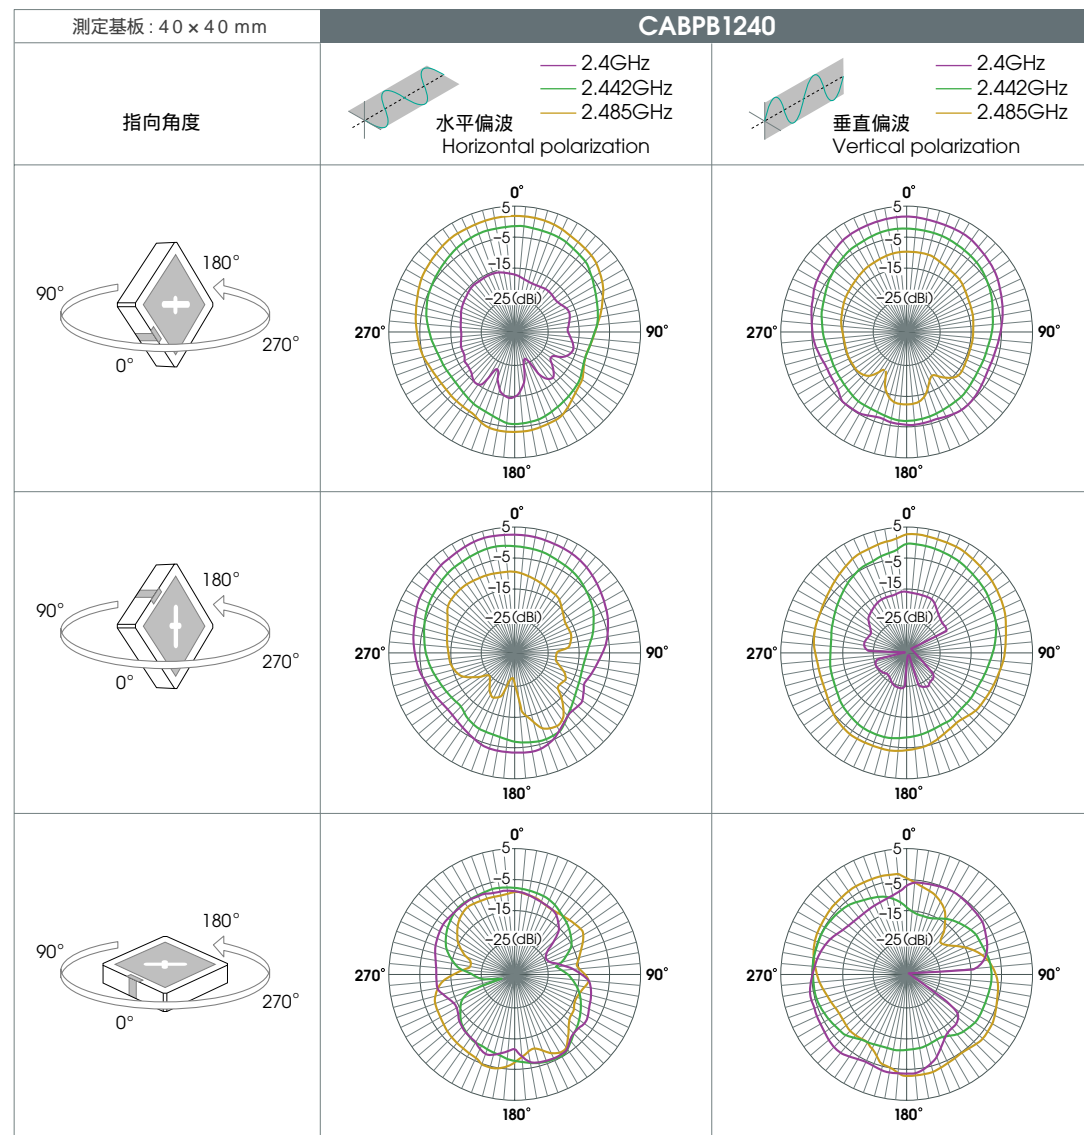 測定基板 : 40 × 40 mm
CABPB1240
指向角度
2.4GHz
2.442GHz
2.485GHz
水平偏波
Horizontal polarization
2.4GHz
2.442GHz
2.485GHz
垂直偏波
Vertical polarization
90°
180°
0°
270°
0°
5
−5
−15
−25(dBi)
270°
90°
180°
0°
5
−5
−15
−25(dBi)
270°
90°
180°
90°
180°
0°
270°
0°
5
−5
−15
−25(dBi)
270°
90°
180°
0°
5
−5
−15
−25(dBi)
270°
90°
180°
90°
180°
0°
270°
0°
5
−5
−15
−25(dBi)
270°
90°
180°
0°
5
−5
−15
−25(dBi)
270°
90°
180°